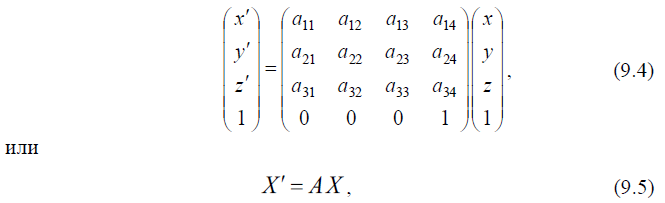 x′ a₁₁ a₁₂ a₁₃ a₁₄ x
y′ = a₂₁ a₂₂ a₂₃ a₂₄ y , (9.4)
z′ a₃₁ a₃₂ a₃₃ a₃₄ z
1 0 0 0 1 1
или
X′ = A X , (9.5)